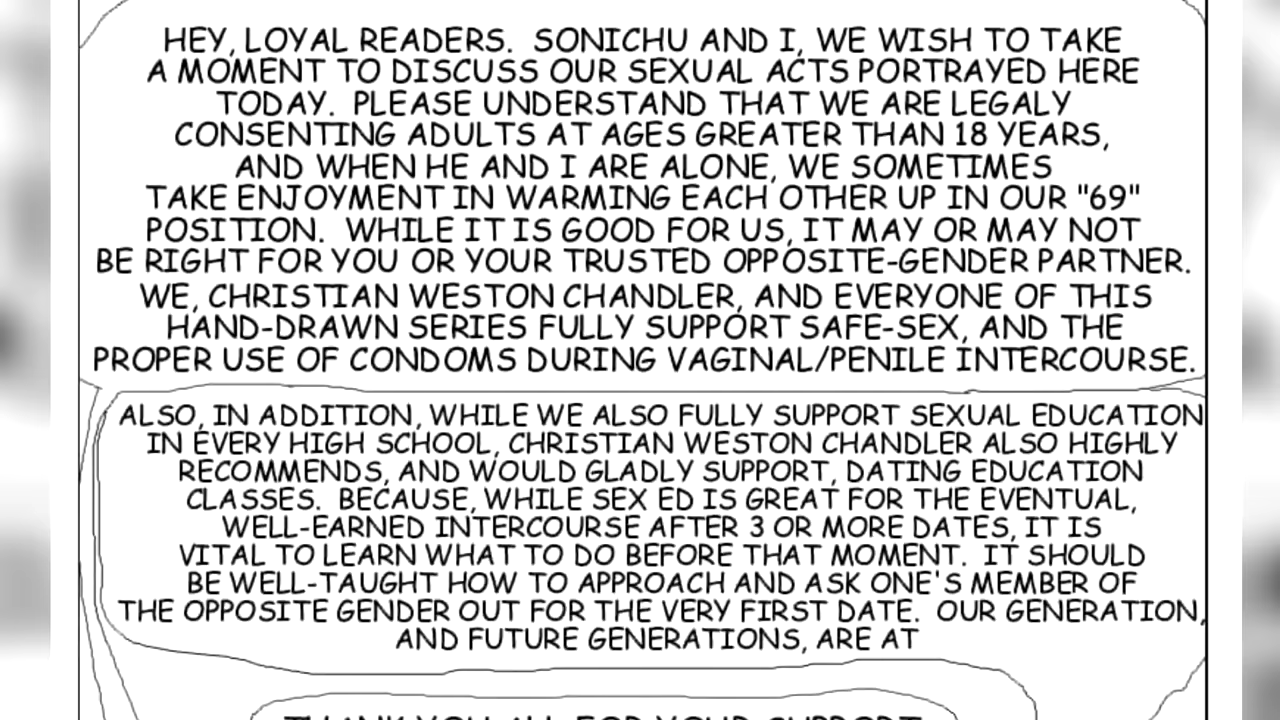 HEY, LOYAL READERS. SONICHU AND I, WE WISH TO TAKE
A MOMENT TO DISCUSS OUR SEXUAL ACTS PORTRAYED HERE
TODAY. PLEASE UNDERSTAND THAT WE ARE LEGALY
CONSENTING ADULTS AT AGES GREATER THAN 18 YEARS,
AND WHEN HE AND I ARE ALONE, WE SOMETIMES
TAKE ENJOYMENT IN WARMING EACH OTHER UP IN OUR "69"
POSITION. WHILE IT IS GOOD FOR US, IT MAY OR MAY NOT
BE RIGHT FOR YOU OR YOUR TRUSTED OPPOSITE-GENDER PARTNER.
WE, CHRISTIAN WESTON CHANDLER, AND EVERYONE OF THIS
HAND-DRAWN SERIES FULLY SUPPORT SAFE-SEX, AND THE
PROPER USE OF CONDOMS DURING VAGINAL/PENILE INTERCOURSE.
ALSO, IN ADDITION, WHILE WE ALSO FULLY SUPPORT SEXUAL EDUCATION
IN EVERY HIGH SCHOOL, CHRISTIAN WESTON CHANDLER ALSO HIGHLY
RECOMMENDS, AND WOULD GLADLY SUPPORT, DATING EDUCATION
CLASSES. BECAUSE, WHILE SEX ED IS GREAT FOR THE EVENTUAL,
WELL-EARNED INTERCOURSE AFTER 3 OR MORE DATES, IT IS
VITAL TO LEARN WHAT TO DO BEFORE THAT MOMENT. IT SHOULD
BE WELL-TAUGHT HOW TO APPROACH AND ASK ONE'S MEMBER OF
THE OPPOSITE GENDER OUT FOR THE VERY FIRST DATE. OUR GENERATION,
AND FUTURE GENERATIONS, ARE AT
THANK YOU ALL FOR YOUR SUPPORT